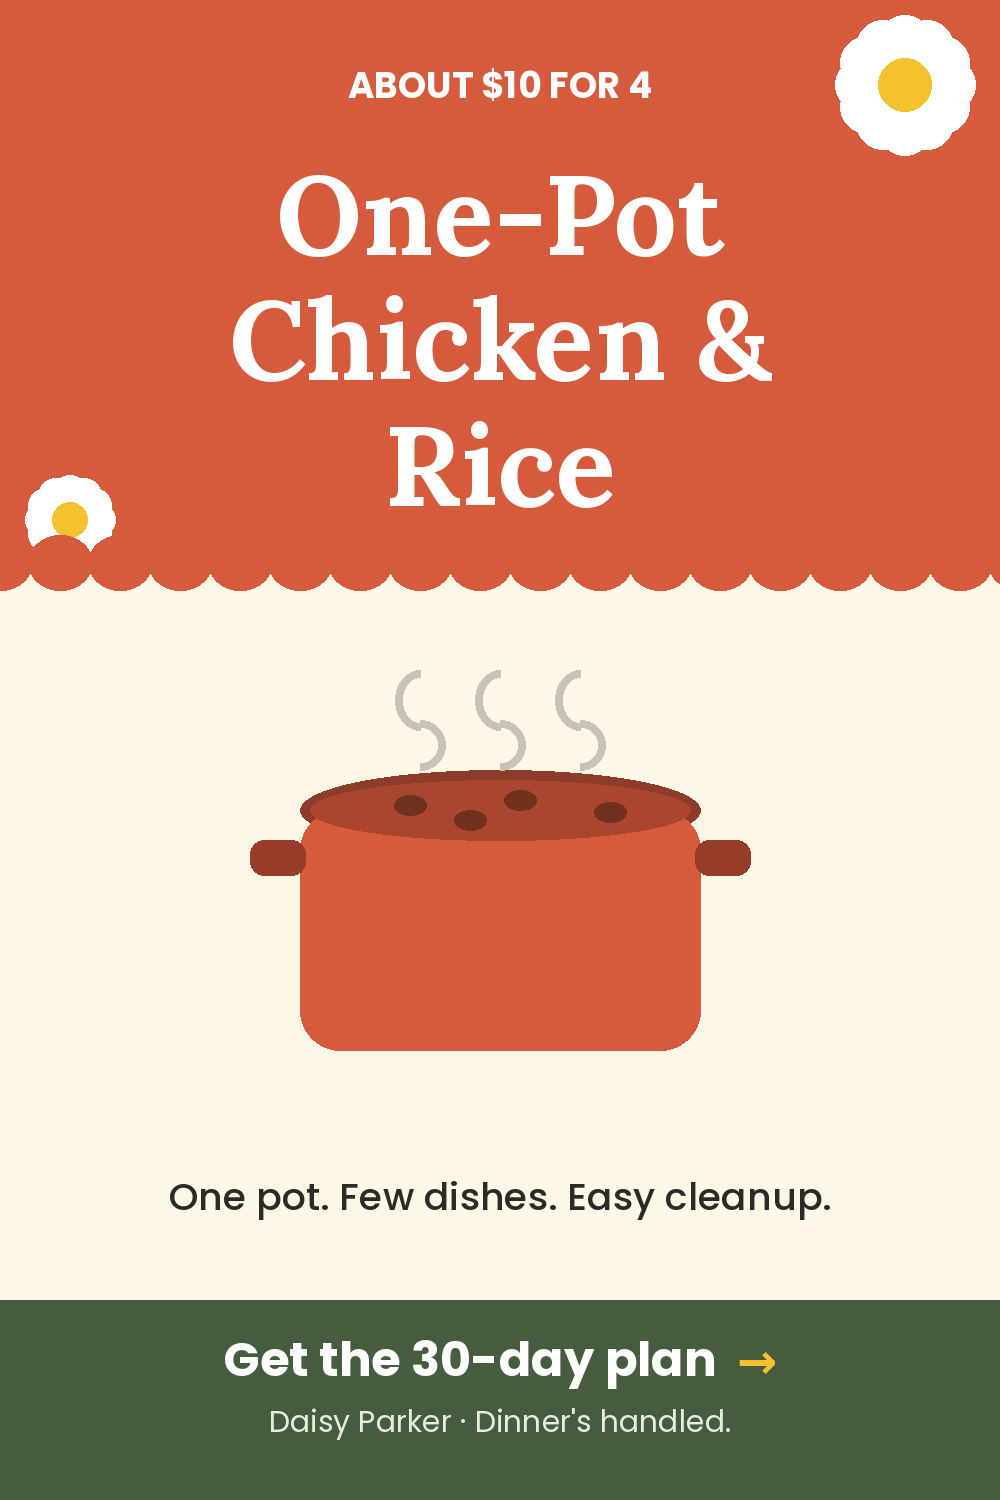 ABOUT $10 FOR 4
One-Pot
Chicken &
Rice
One pot. Few dishes. Easy cleanup.
Get the 30-day plan →
Daisy Parker · Dinner's handled.